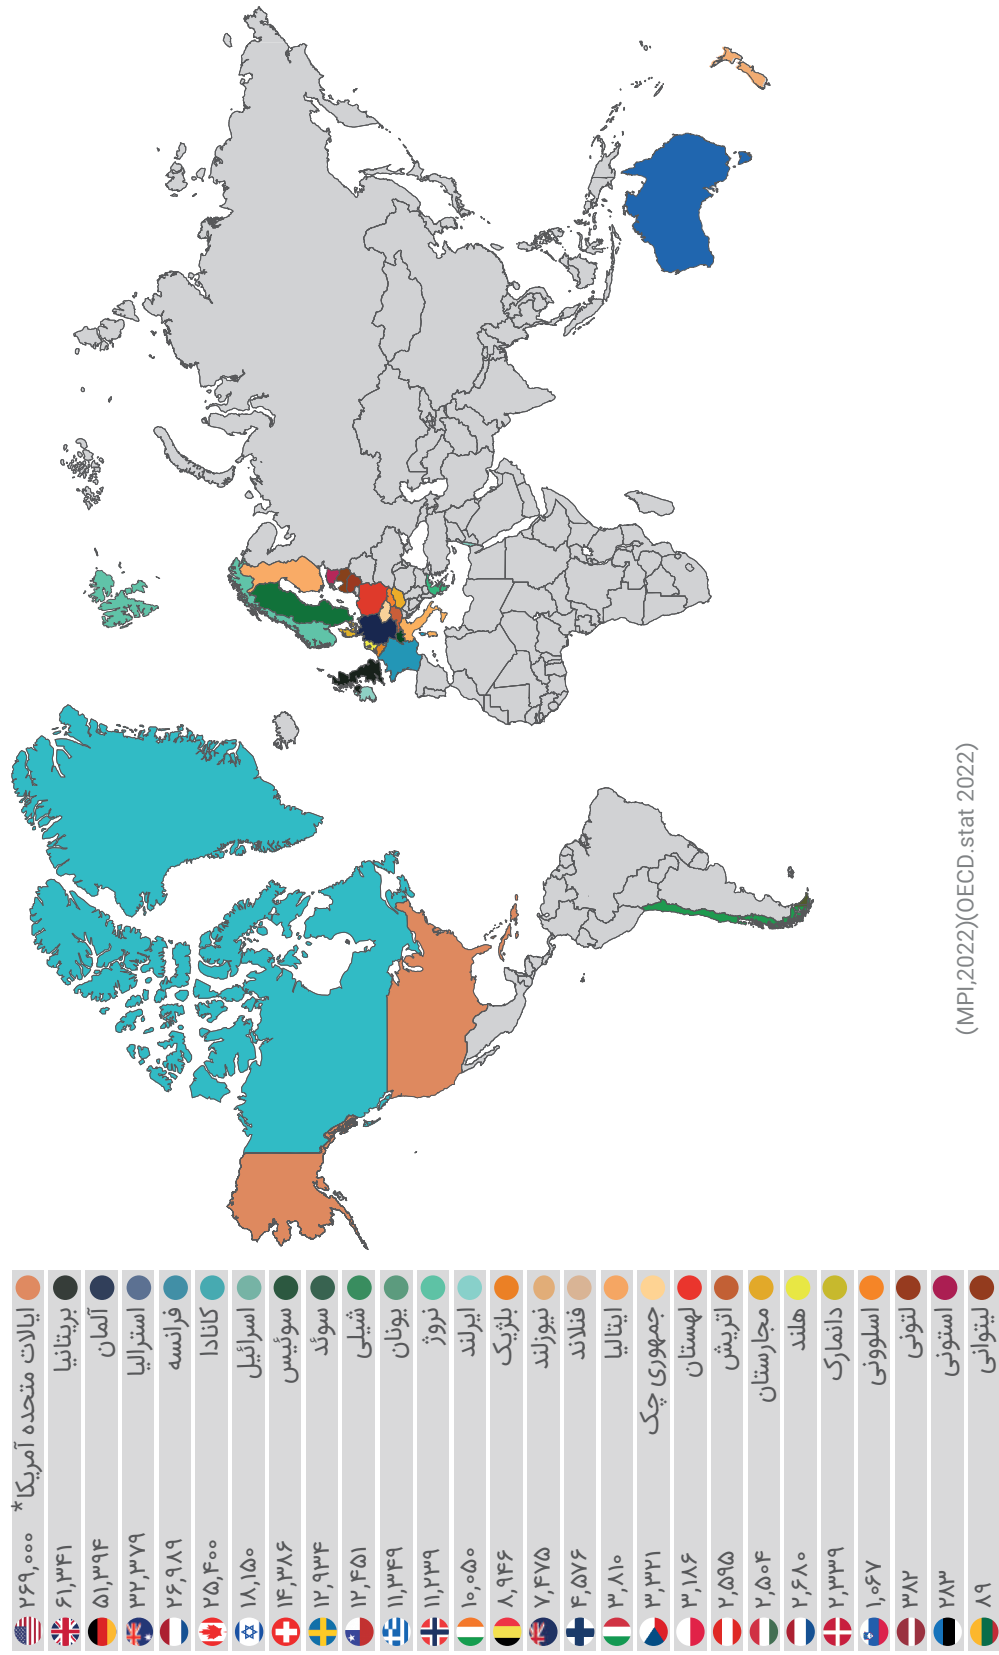 ایالات متحده آمریکا* ۲۶۹,۰۰۰
بریتانیا ۶۱,۳۴۱
آلمان ۵۱,۳۹۴
استرالیا ۳۲,۳۷۹
فرانسه ۲۶,۹۸۹
کانادا ۲۵,۴۰۰
اسرائیل ۱۸,۱۵۰
سوئیس ۱۴,۳۸۶
سوئد ۱۲,۹۳۴
شیلی ۱۲,۴۵۱
یونان ۱۱,۳۴۹
نروژ ۱۱,۲۳۹
ایرلند ۱۰,۰۵۰
بلژیک ۸,۹۴۶
نیوزلند ۷,۴۷۵
فنلاند ۴,۵۷۶
ایتالیا ۳,۸۱۰
جمهوری چک ۳,۳۲۱
لهستان ۳,۱۸۶
اتریش ۲,۵۹۵
مجارستان ۲,۵۰۴
هلند ۲,۶۸۰
دانمارک ۲,۳۳۹
اسلوونی ۱,۰۶۷
لتونی ۳۸۲
استونی ۲۸۳
لیتوانی ۸۹
(MPI,2022)(OECD.stat 2022)